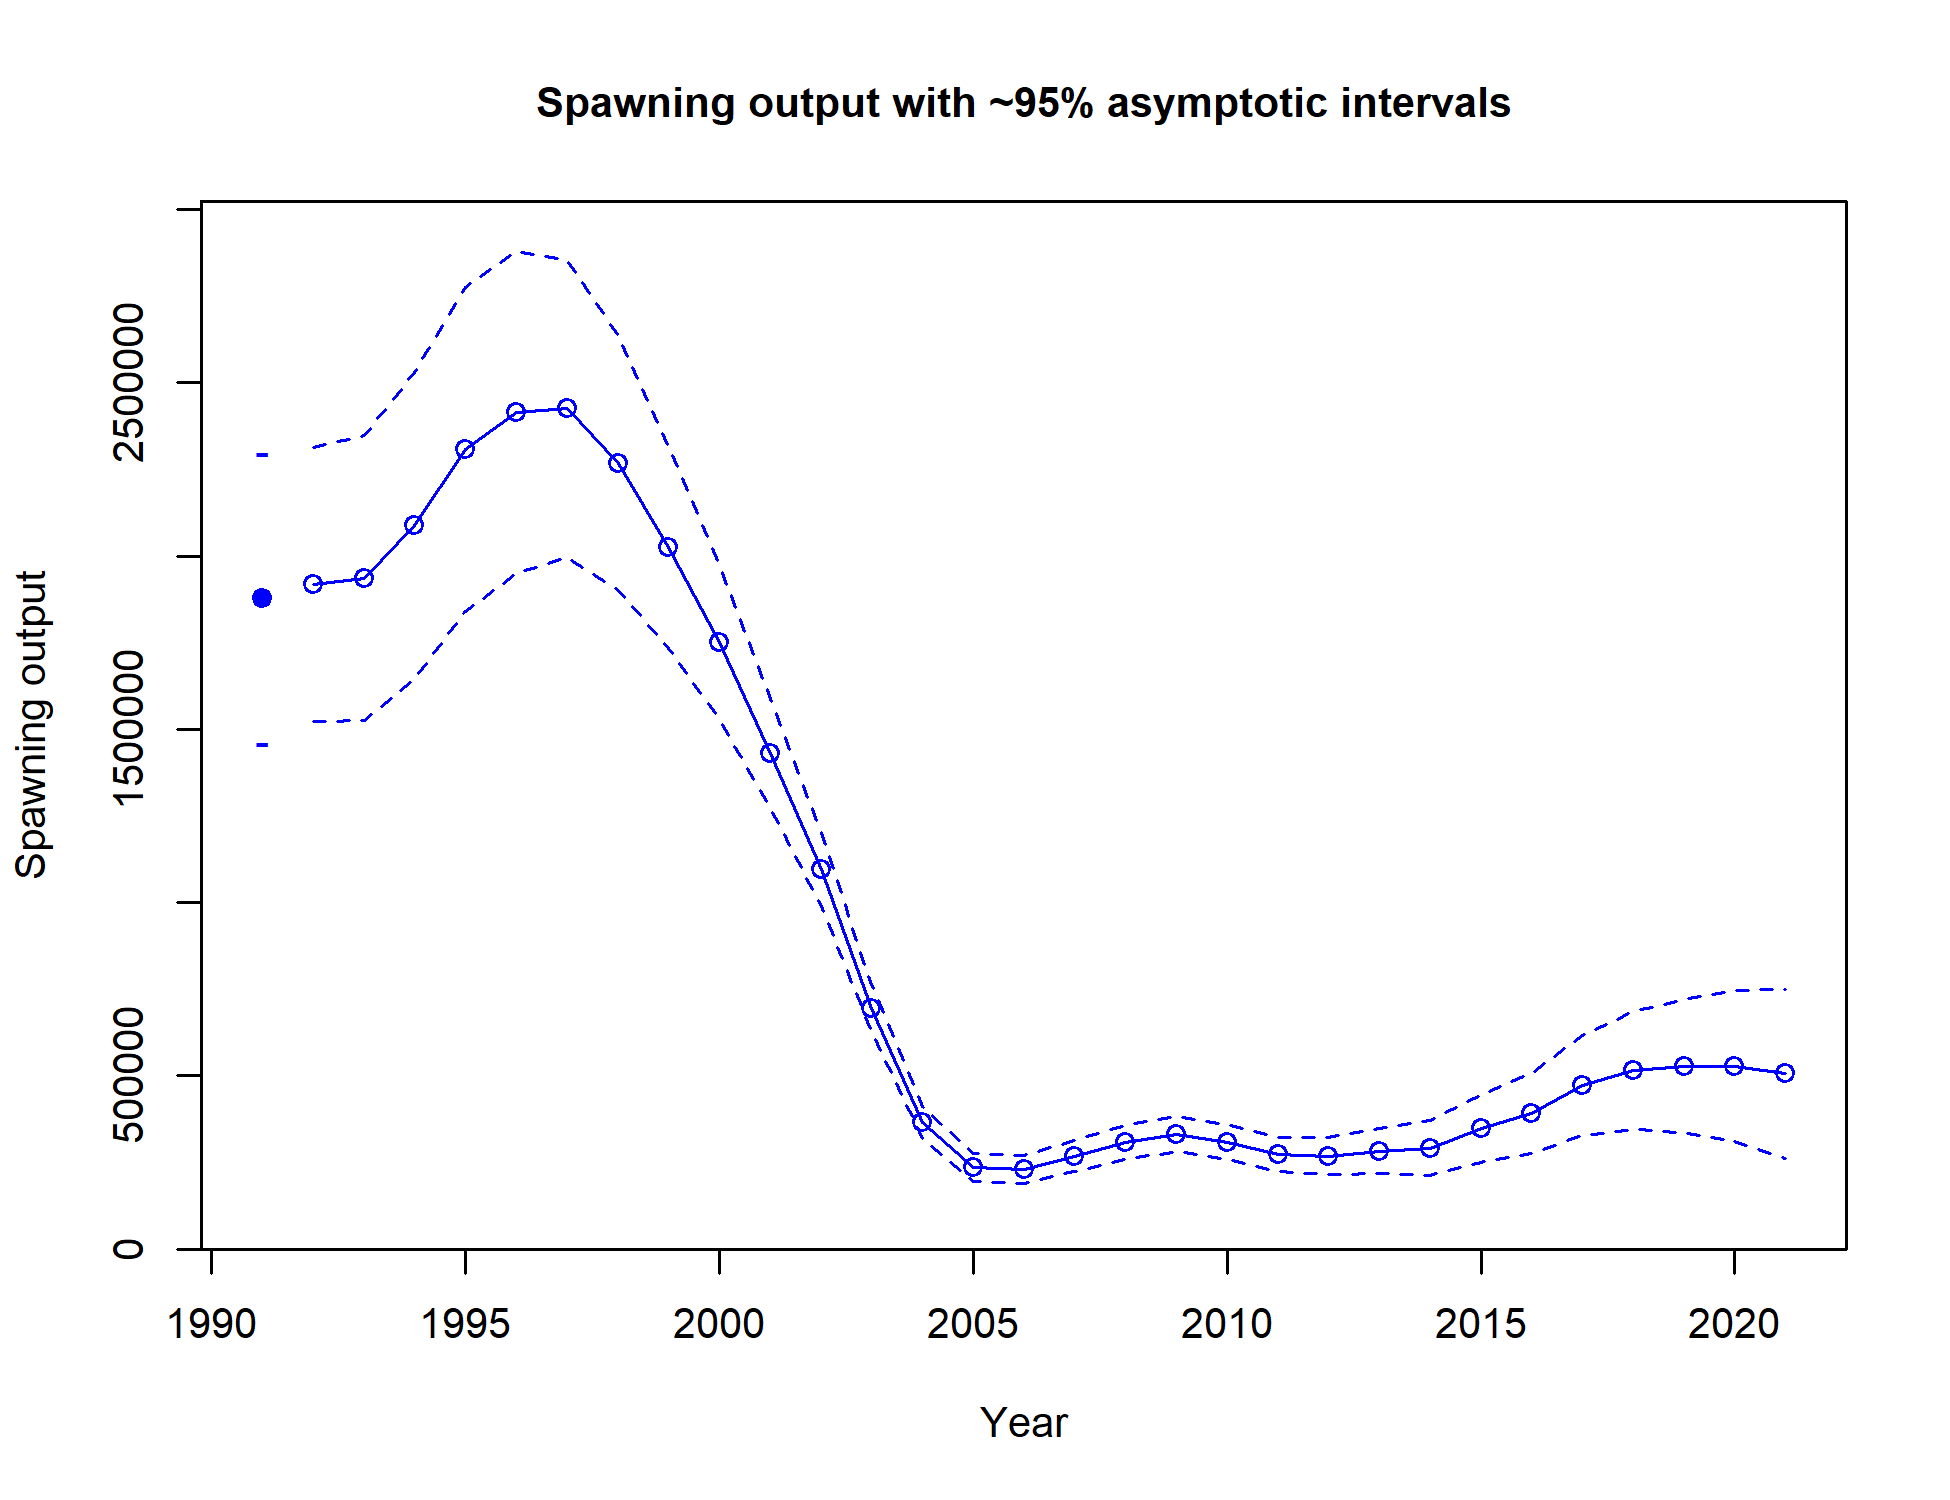 Spawning output with ~95% asymptotic intervals
Spawning output
2500000
1500000
500000
0
1990 1995 2000 2005 2010 2015 2020
Year